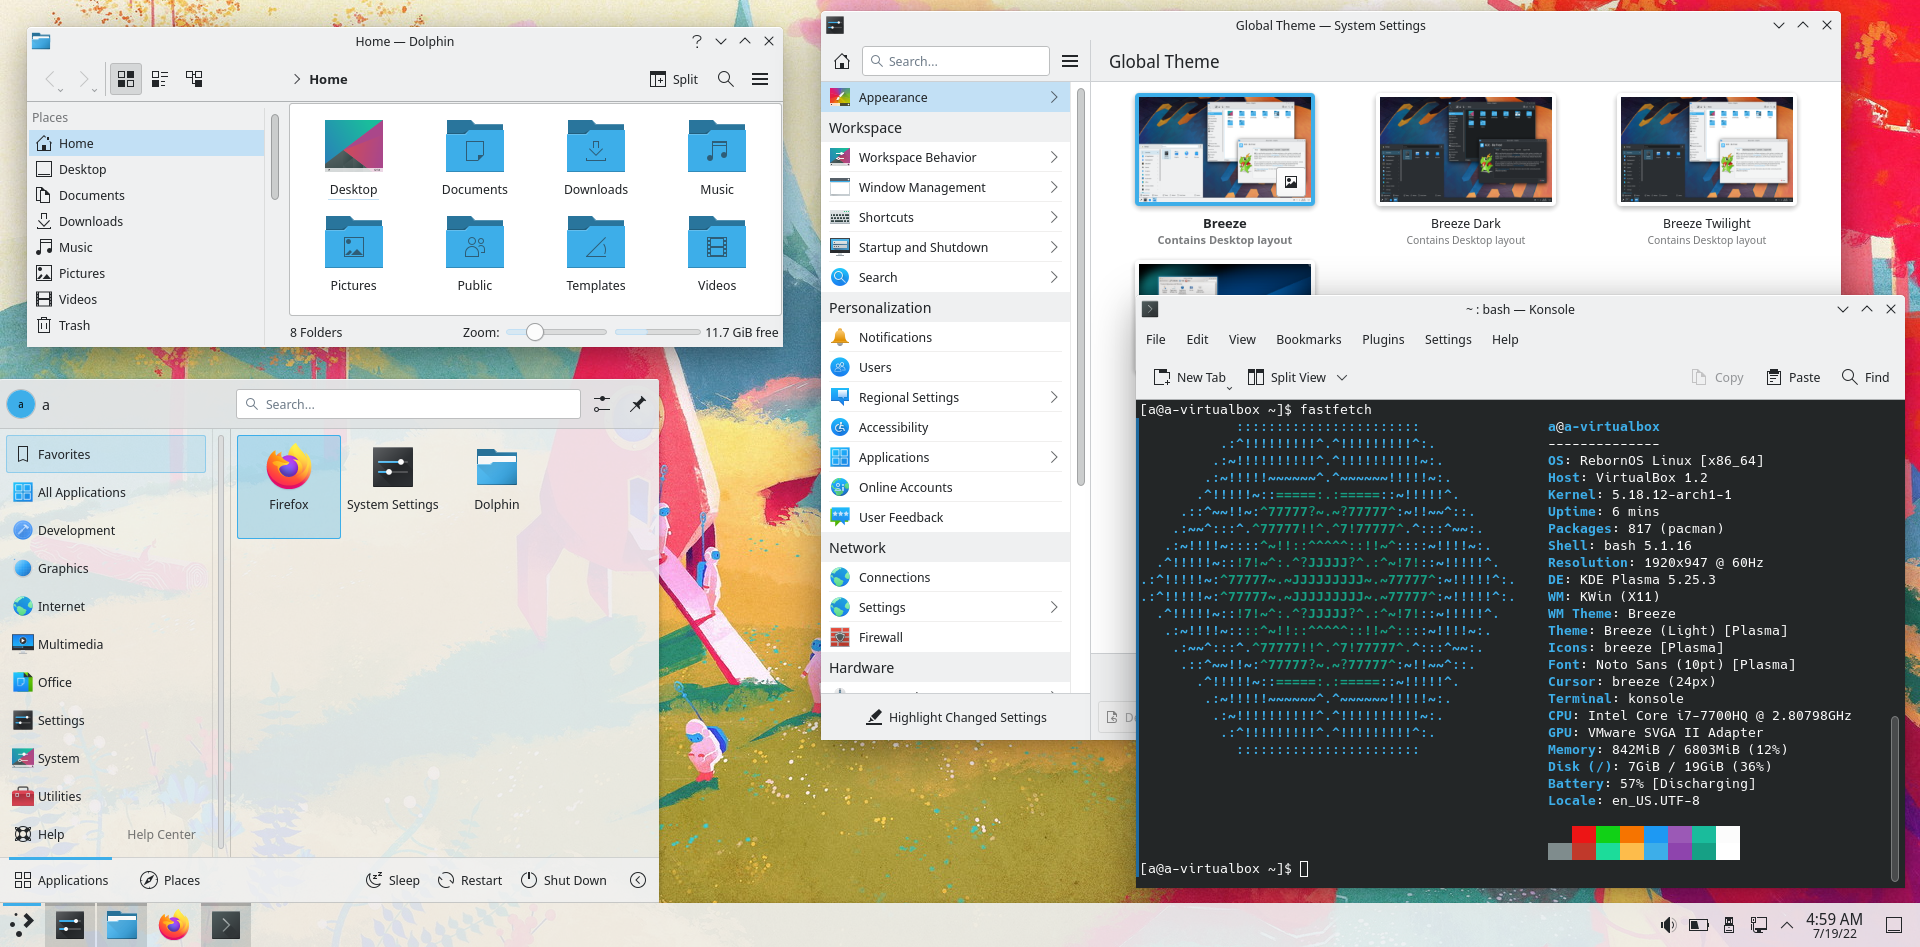 Home — Dolphin
?
Home
Split
Places
Home
Desktop
Documents
Downloads
Music
Pictures
Videos
Trash
Desktop
Documents
Downloads
Music
Pictures
Public
Templates
Videos
8 Folders
Zoom:
11.7 GiB free
Global Theme — System Settings
Search...
Global Theme
Appearance
Workspace
Workspace Behavior
Window Management
Shortcuts
Startup and Shutdown
Search
Personalization
Notifications
Users
Regional Settings
Accessibility
Applications
Online Accounts
User Feedback
Network
Connections
Settings
Firewall
Hardware
Highlight Changed Settings
Breeze
Contains Desktop layout
Breeze Dark
Contains Desktop layout
Breeze Twilight
Contains Desktop layout
~ : bash — Konsole
File Edit View Bookmarks Plugins Settings Help
New Tab
Split View
Copy
Paste
Find
[a@a-virtualbox ~]$ fastfetch
a@a-virtualbox
--------------
OS: RebornOS Linux [x86_64]
Host: VirtualBox 1.2
Kernel: 5.18.12-arch1-1
Uptime: 6 mins
Packages: 817 (pacman)
Shell: bash 5.1.16
Resolution: 1920x947 @ 60Hz
DE: KDE Plasma 5.25.3
WM: KWin (X11)
WM Theme: Breeze
Theme: Breeze (Light) [Plasma]
Icons: breeze [Plasma]
Font: Noto Sans (10pt) [Plasma]
Cursor: breeze (24px)
Terminal: konsole
CPU: Intel Core i7-7700HQ @ 2.80798GHz
GPU: VMware SVGA II Adapter
Memory: 842MiB / 6803MiB (12%)
Disk (/): 7GiB / 19GiB (36%)
Battery: 57% [Discharging]
Locale: en_US.UTF-8
[a@a-virtualbox ~]$
a
a
Search...
Favorites
All Applications
Development
Graphics
Internet
Multimedia
Office
Settings
System
Utilities
Help
Help Center
Firefox
System Settings
Dolphin
Applications
Places
Sleep
Restart
Shut Down
4:59 AM
7/19/22